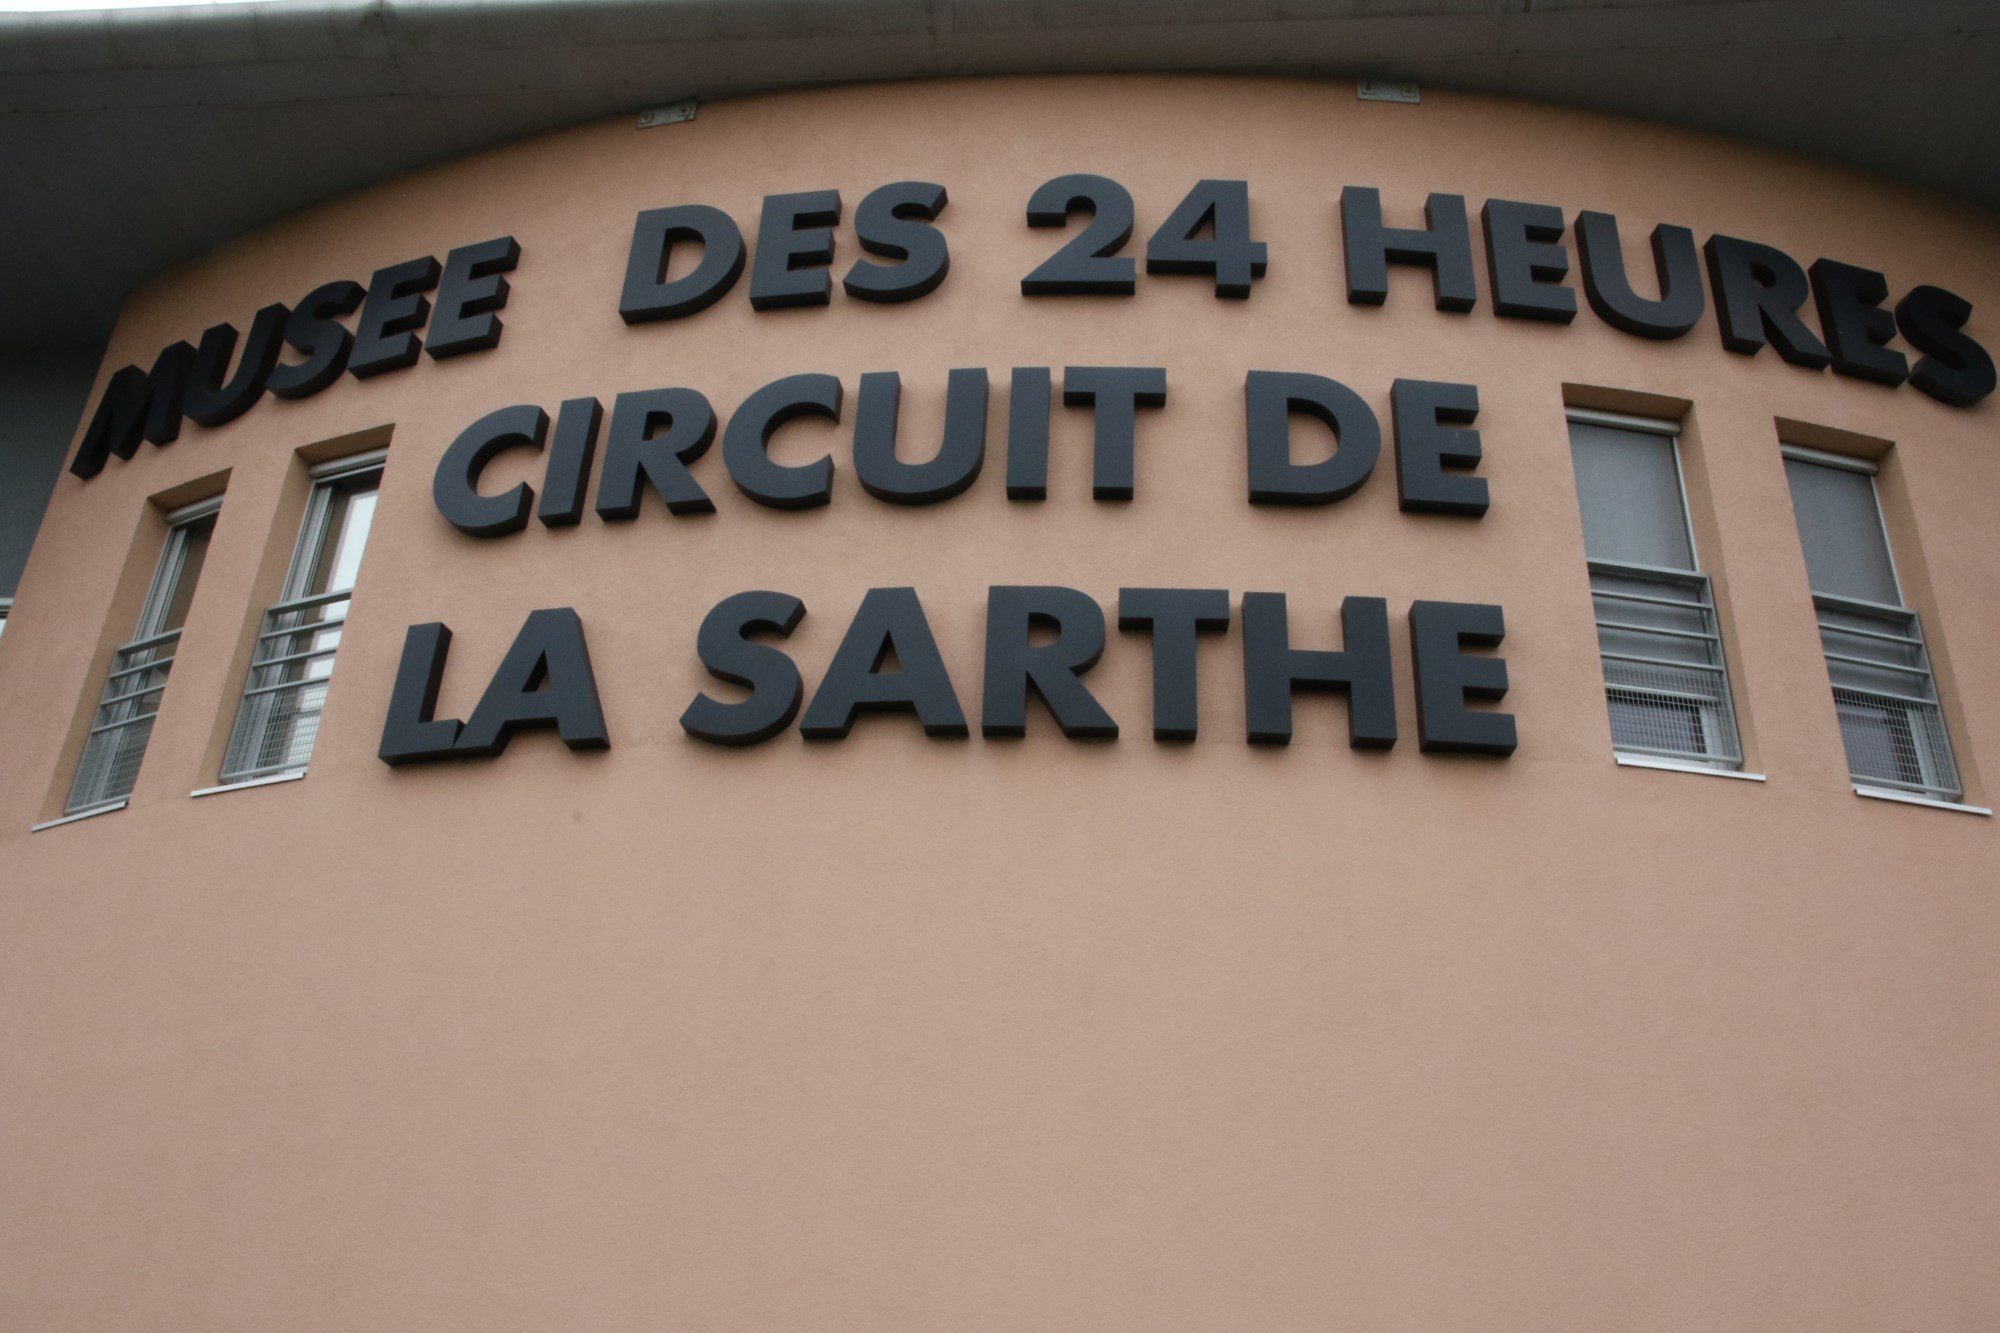 MUSEE DES 24 HEURES
CIRCUIT DE
LA SARTHE